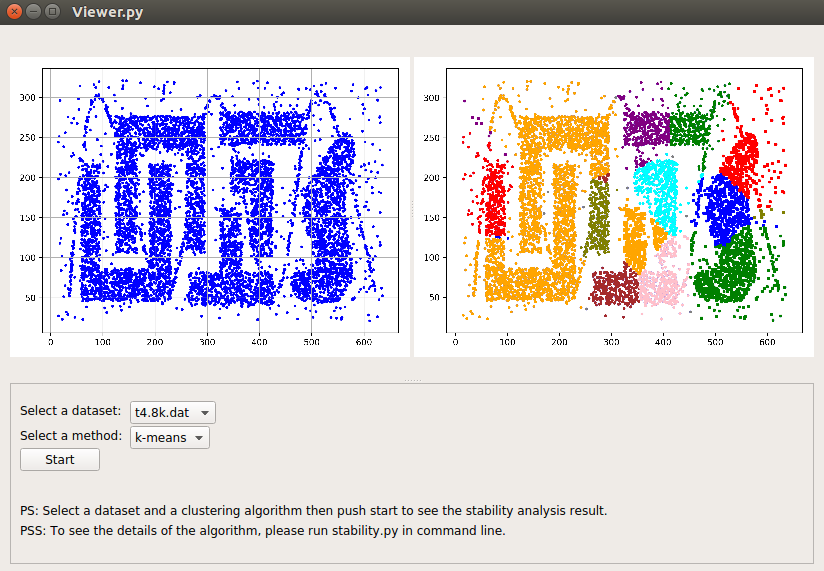 Viewer.py
300
250
200
150
100
50
0 100 200 300 400 500 600
300
250
200
150
100
50
0 100 200 300 400 500 600
Select a dataset: t4.8k.dat
Select a method: k-means
Start
PS: Select a dataset and a clustering algorithm then push start to see the stability analysis result.
PSS: To see the details of the algorithm, please run stability.py in command line.